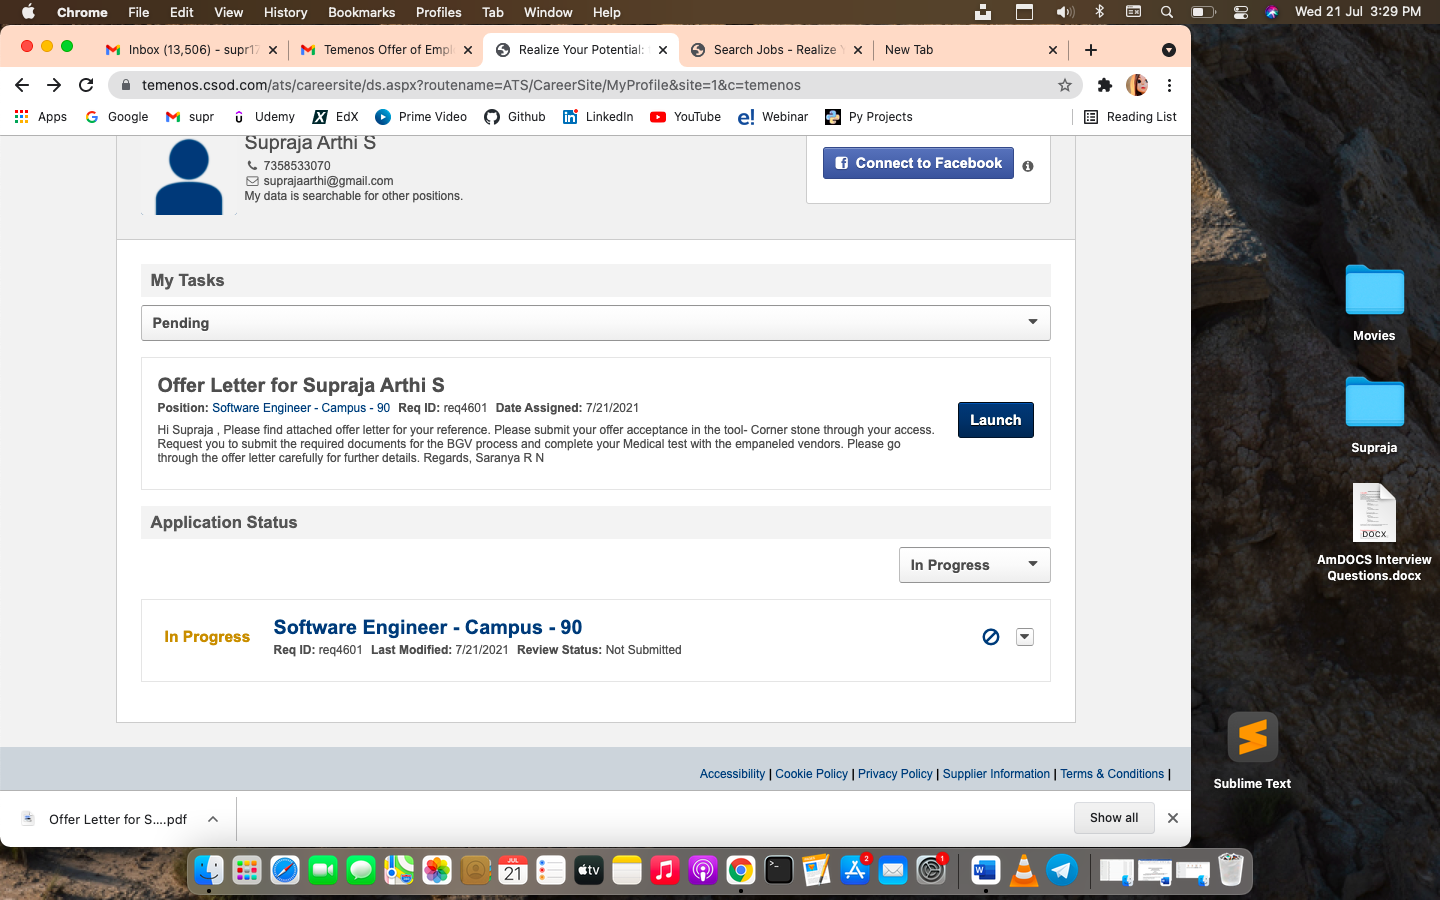 Chrome File Edit View History Bookmarks Profiles Tab Window Help Wed 21 Jul 3:29 PM
Inbox (13,506) - supr17 Temenos Offer of Empl Realize Your Potential: Search Jobs - Realize Y New Tab
temenos.csod.com/ats/careersite/ds.aspx?routename=ATS/CareerSite/MyProfile&site=1&c=temenos
Apps Google supr Udemy EdX Prime Video Github LinkedIn YouTube e! Webinar Py Projects Reading List
Supraja Arthi S
7358533070
suprajaarthi@gmail.com
My data is searchable for other positions.
Connect to Facebook
My Tasks
Pending
Offer Letter for Supraja Arthi S
Position: Software Engineer - Campus - 90 Req ID: req4601 Date Assigned: 7/21/2021
Hi Supraja , Please find attached offer letter for your reference. Please submit your offer acceptance in the tool- Corner stone through your access.
Request you to submit the required documents for the BGV process and complete your Medical test with the empaneled vendors. Please go
through the offer letter carefully for further details. Regards, Saranya R N
Launch
Application Status
In Progress
In Progress
Software Engineer - Campus - 90
Req ID: req4601 Last Modified: 7/21/2021 Review Status: Not Submitted
Accessibility | Cookie Policy | Privacy Policy | Supplier Information | Terms & Conditions |
Offer Letter for S....pdf
Show all
Movies
Supraja
DOCX
AmDOCS Interview
Questions.docx
Sublime Text
JUL
21
tv
2
1
W